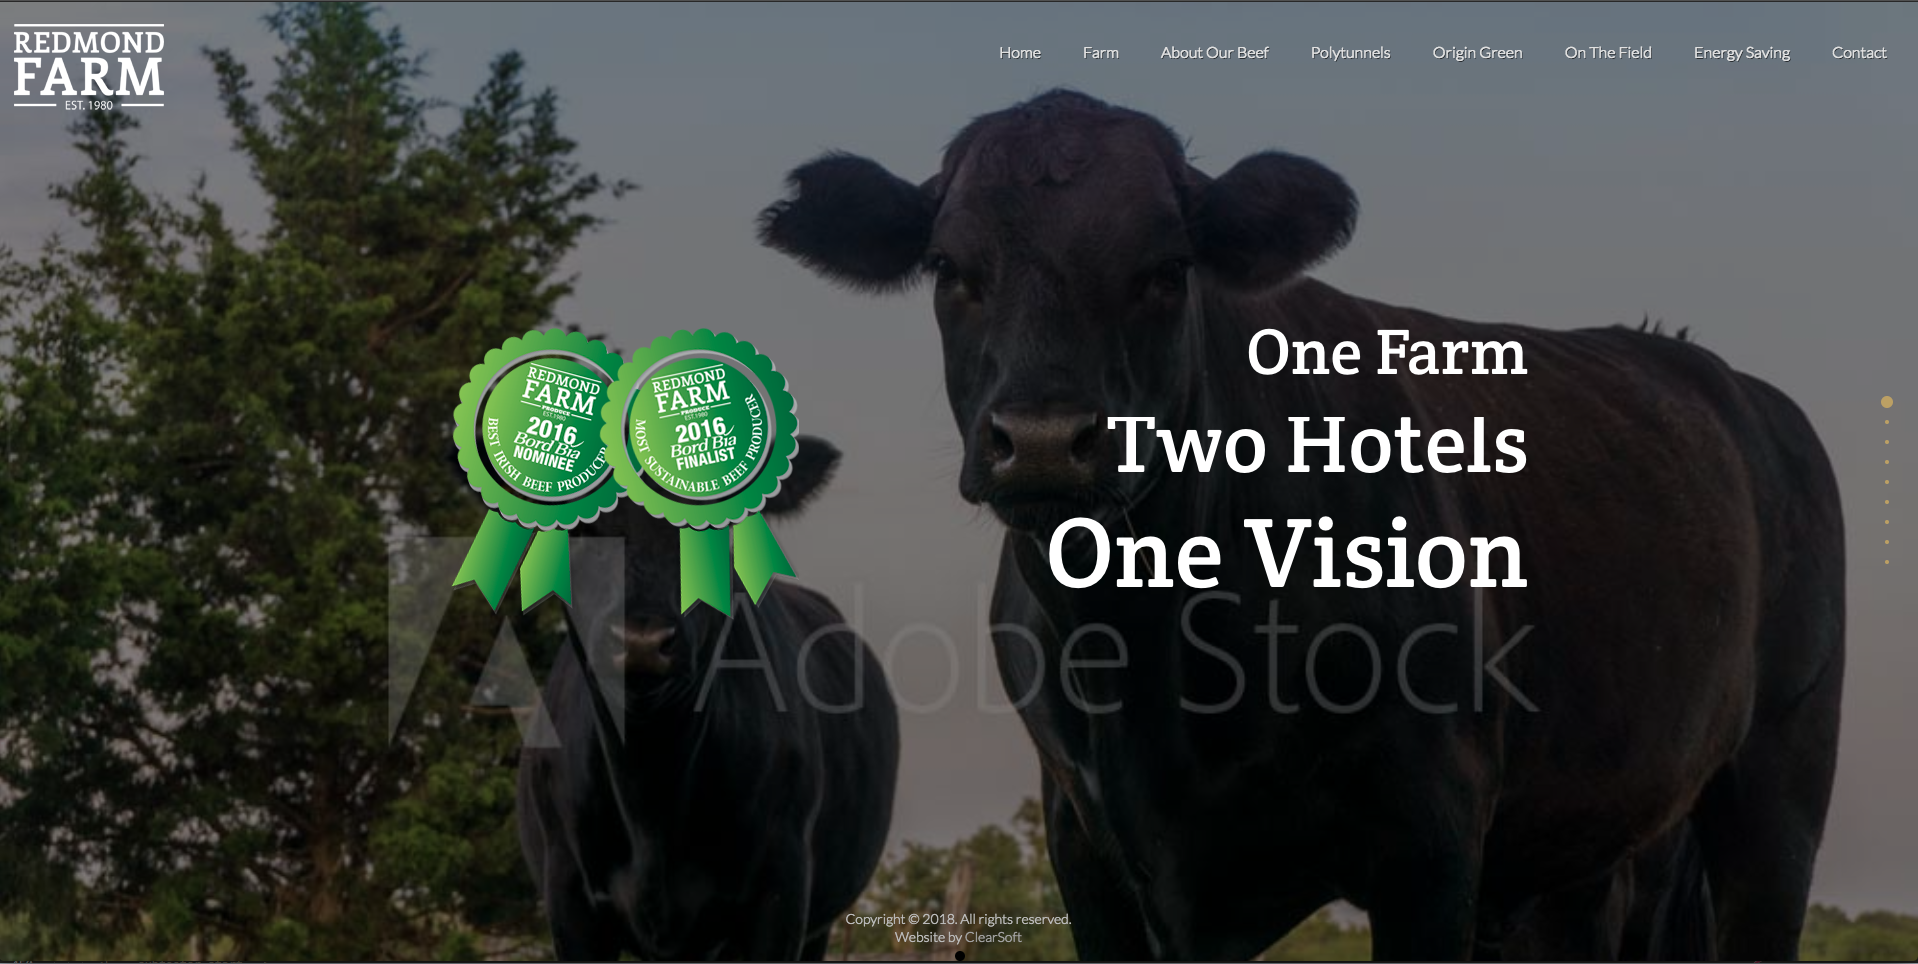 REDMOND
FARM
EST. 1980
Home
Farm
About Our Beef
Polytunnels
Origin Green
On The Field
Energy Saving
Contact
REDMOND
FARM
PRODUCE
EST.1980
2016
Bord Bia
NOMINEE
BEST IRISH BEEF PRODUCER
REDMOND
FARM
PRODUCE
EST.1980
2016
Bord Bia
FINALIST
MOST SUSTAINABLE BEEF PRODUCER
One Farm
Two Hotels
One Vision
Adobe Stock
Copyright © 2018. All rights reserved.
Website by ClearSoft